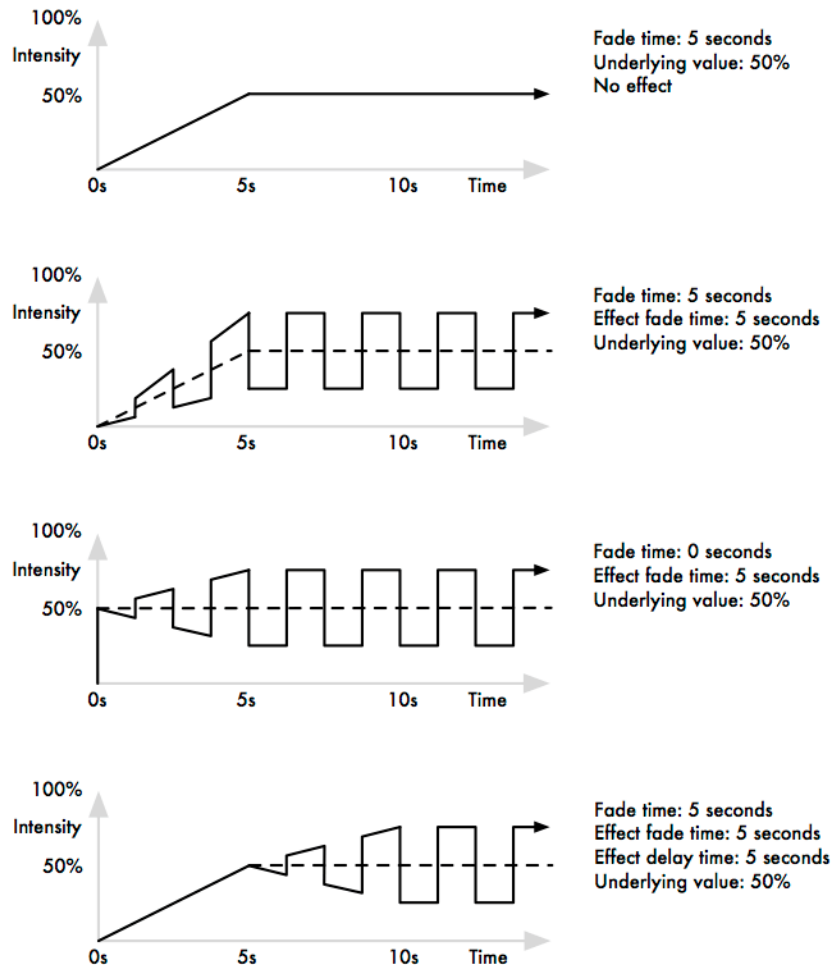 100%
Intensity
50%
0s 5s 10s Time
Fade time: 5 seconds
Underlying value: 50%
No effect
100%
Intensity
50%
0s 5s 10s Time
Fade time: 5 seconds
Effect fade time: 5 seconds
Underlying value: 50%
100%
Intensity
50%
0s 5s 10s Time
Fade time: 0 seconds
Effect fade time: 5 seconds
Underlying value: 50%
100%
Intensity
50%
0s 5s 10s Time
Fade time: 5 seconds
Effect fade time: 5 seconds
Effect delay time: 5 seconds
Underlying value: 50%